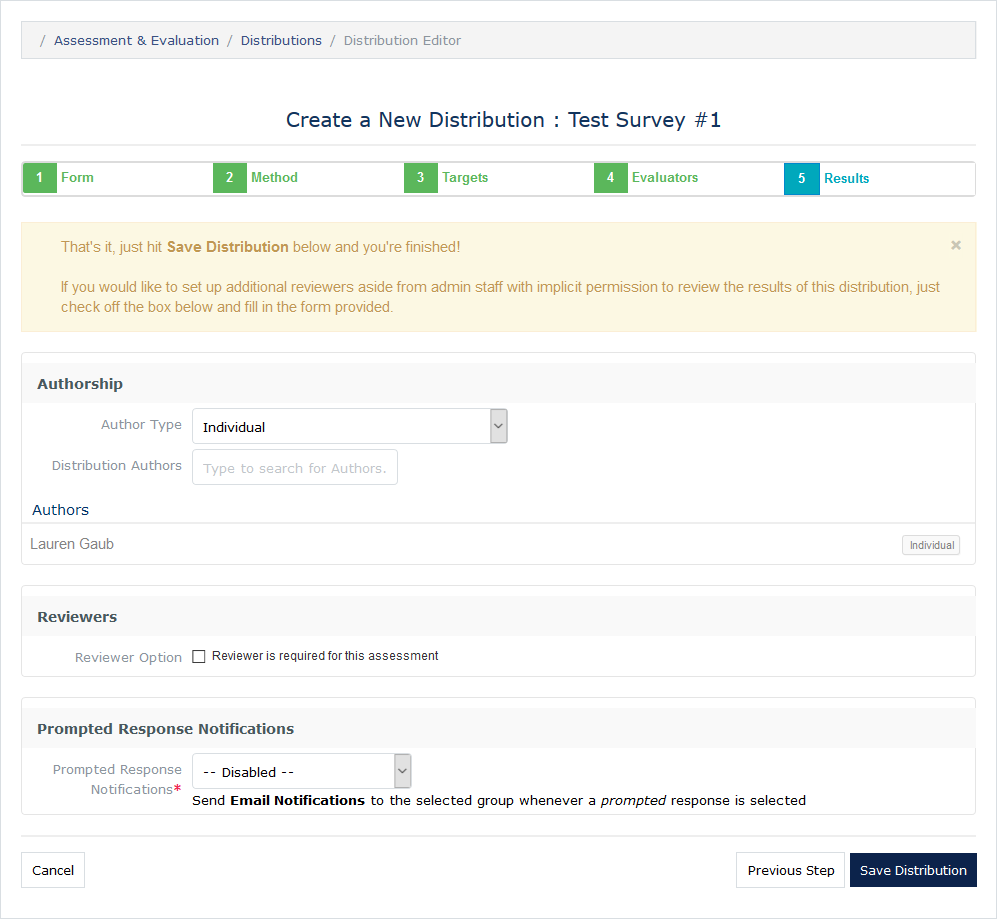 / Assessment & Evaluation / Distributions / Distribution Editor
Create a New Distribution : Test Survey #1
1 Form 2 Method 3 Targets 4 Evaluators 5 Results
That's it, just hit Save Distribution below and you're finished! ×
If you would like to set up additional reviewers aside from admin staff with implicit permission to review the results of this distribution, just
check off the box below and fill in the form provided.
Authorship
Author Type Individual
Distribution Authors Type to search for Authors.
Authors
Lauren Gaub Individual
Reviewers
Reviewer Option Reviewer is required for this assessment
Prompted Response Notifications
Prompted Response
Notifications* -- Disabled --
Send Email Notifications to the selected group whenever a prompted response is selected
Cancel Previous Step Save Distribution